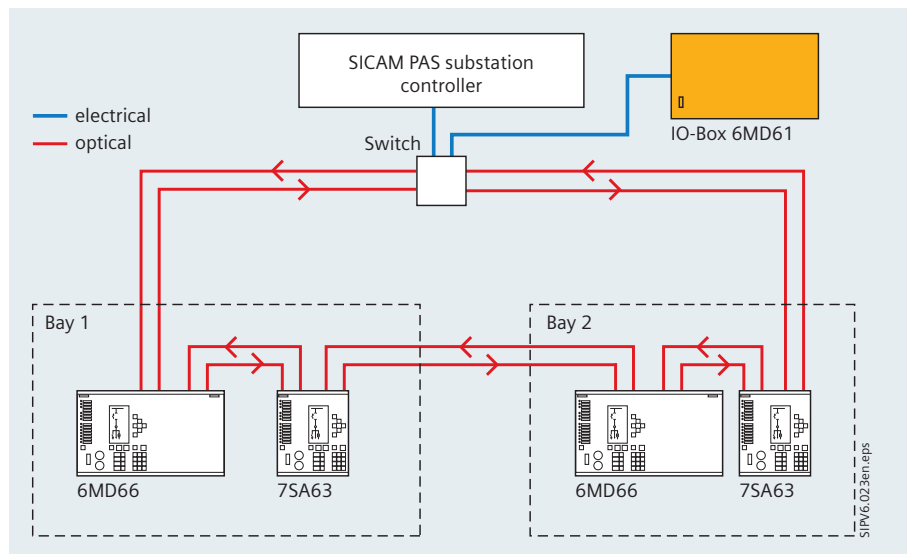 SICAM PAS substation
controller
electrical
optical
Switch
IO-Box 6MD61
Bay 1
Bay 2
6MD66
7SA63
6MD66
7SA63
SIPV6.023en.eps